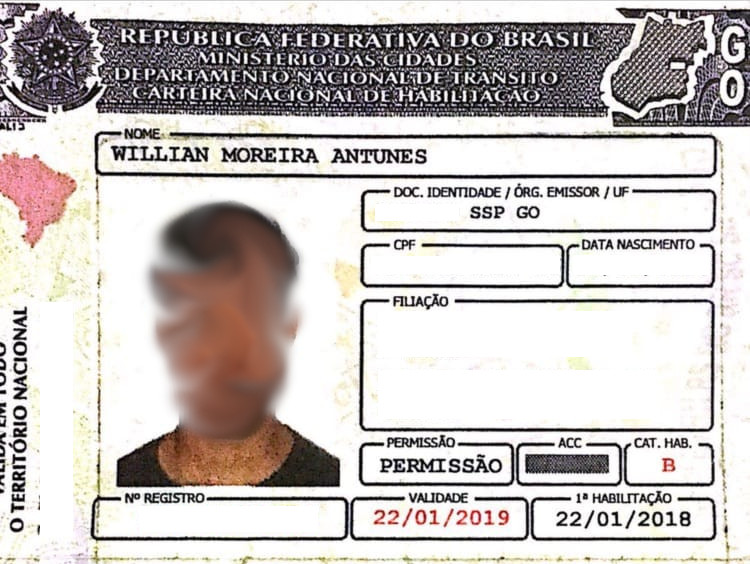 REPÚBLICA FEDERATIVA DO BRASIL
MINISTÉRIO DAS CIDADES
DEPARTAMENTO NACIONAL DE TRÂNSITO
CARTEIRA NACIONAL DE HABILITAÇÃO
GO
NOME
WILLIAN MOREIRA ANTUNES
DOC. IDENTIDADE / ÓRG. EMISSOR / UF
SSP GO
CPF
DATA NASCIMENTO
FILIAÇÃO
PERMISSÃO
ACC
CAT. HAB.
PERMISSÃO
B
Nº REGISTRO
VALIDADE
1ª HABILITAÇÃO
22/01/2019
22/01/2018
VÁLIDA EM TODO
O TERRITÓRIO NACIONAL